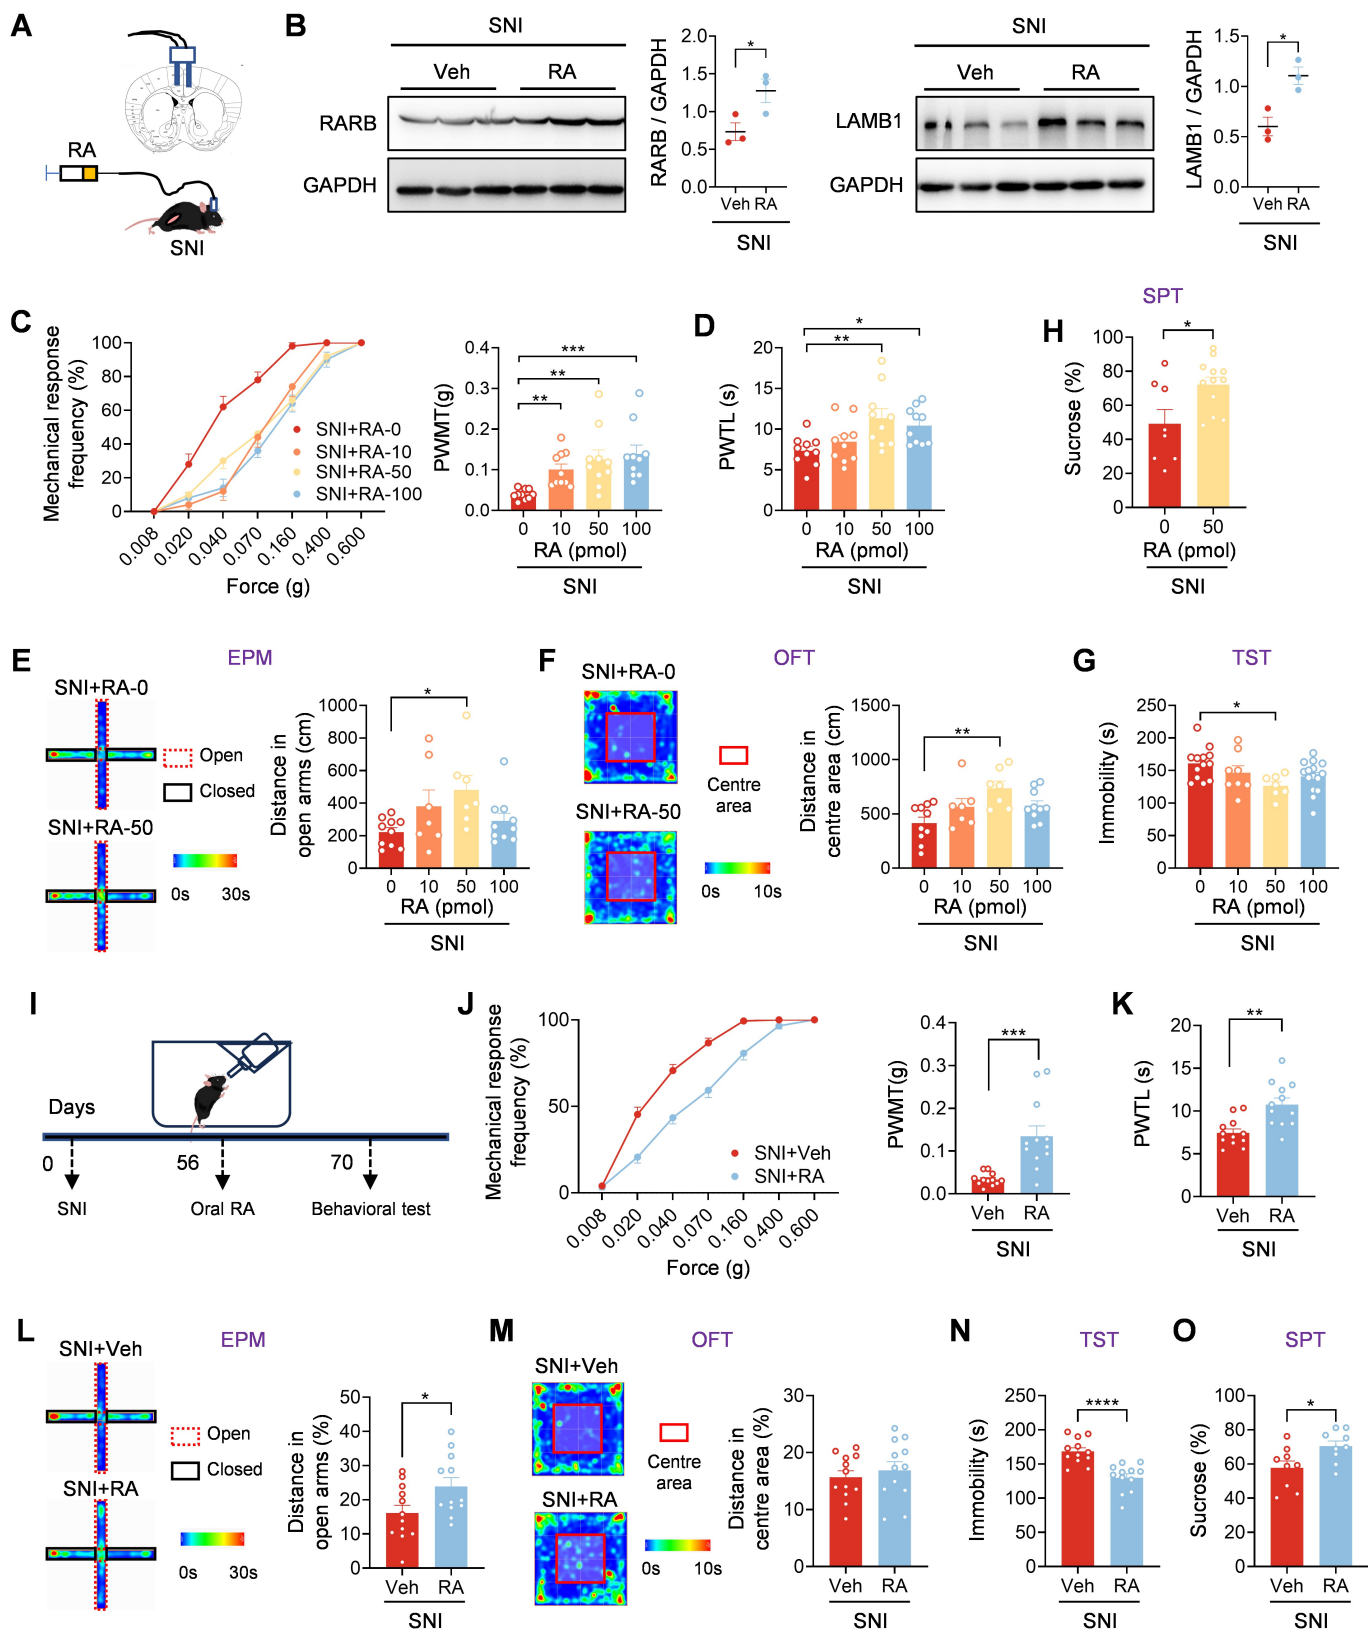 A
RA
SNI
B
SNI
Veh RA
RARB
GAPDH
RARB / GAPDH
2.0
1.5
1.0
0.5
0.0
*
Veh RA
SNI
SNI
Veh RA
LAMB1
GAPDH
LAMB1 / GAPDH
1.5
1.0
0.5
0.0
*
Veh RA
SNI
C
Mechanical response
frequency (%)
100
80
60
40
20
0
SNI+RA-0
SNI+RA-10
SNI+RA-50
SNI+RA-100
0.008 0.020 0.040 0.070 0.160 0.400 0.600
Force (g)
PWMT(g)
0.4
0.3
0.2
0.1
0.0
***
**
**
0 10 50 100
RA (pmol)
SNI
D
PWTL (s)
20
15
10
5
0
*
**
0 10 50 100
RA (pmol)
SNI
SPT
H
Sucrose (%)
100
80
60
40
20
0
*
0 50
RA (pmol)
SNI
E
EPM
SNI+RA-0
SNI+RA-50
Open
Closed
0s 30s
Distance in
open arms (cm)
1000
800
600
400
200
0
*
0 10 50 100
RA (pmol)
SNI
F
OFT
SNI+RA-0
SNI+RA-50
Centre
area
0s 10s
Distance in
centre area (cm)
1500
1000
500
0
**
0 10 50 100
RA (pmol)
SNI
G
TST
Immobility (s)
250
200
150
100
50
0
*
0 10 50 100
RA (pmol)
SNI
I
Days
0 56 70
SNI Oral RA Behavioral test
J
Mechanical response
frequency (%)
100
50
0
SNI+Veh
SNI+RA
0.008 0.020 0.040 0.070 0.160 0.400 0.600
Force (g)
PWMT(g)
0.4
0.3
0.2
0.1
0.0
***
Veh RA
SNI
K
PWTL (s)
20
15
10
5
0
**
Veh RA
SNI
L
EPM
SNI+Veh
SNI+RA
Open
Closed
0s 30s
Distance in
open arms (%)
50
40
30
20
10
0
*
Veh RA
SNI
M
OFT
SNI+Veh
SNI+RA
Centre
area
0s 10s
Distance in
centre area (%)
30
20
10
0
Veh RA
SNI
N
TST
Immobility (s)
250
200
150
100
50
0
****
Veh RA
SNI
O
SPT
Sucrose (%)
100
80
60
40
20
0
*
Veh RA
SNI